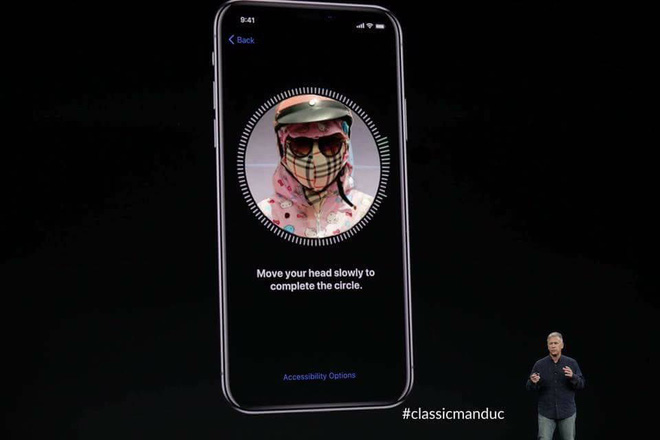 9:41
Back
Move your head slowly to
complete the circle.
Accessibility Options
#classicmanduc